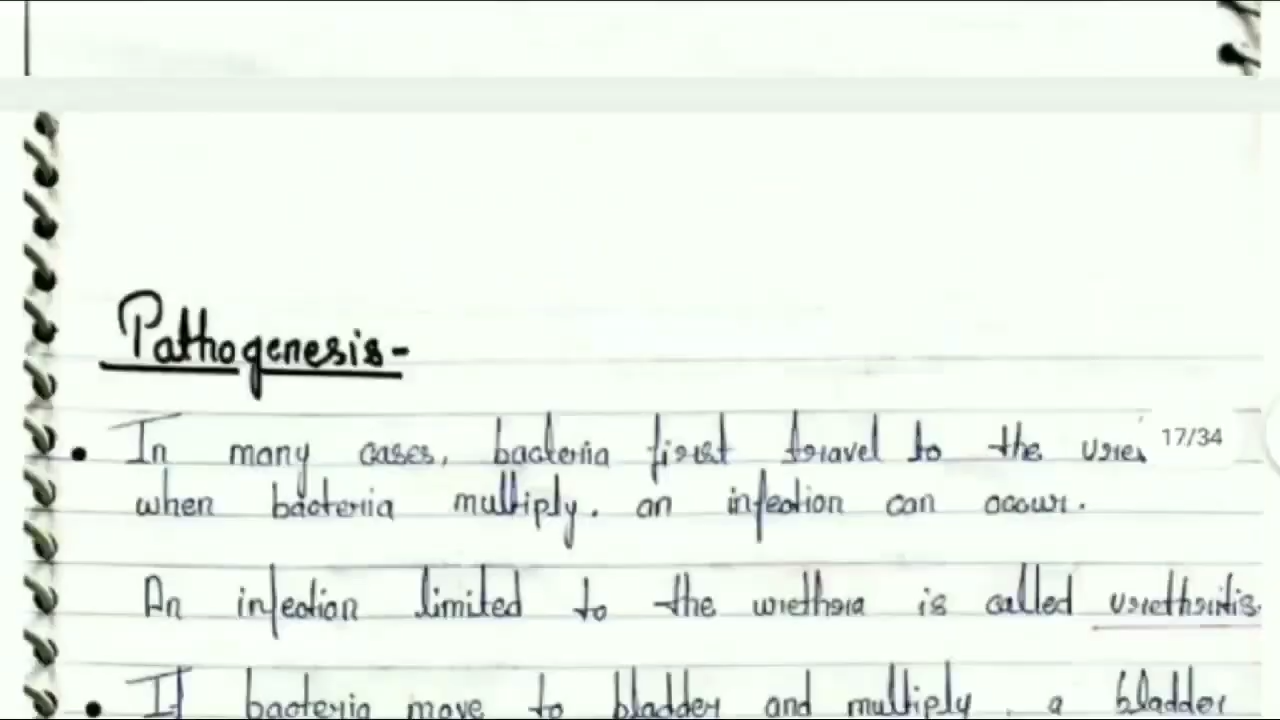 Pathogenesis-
• In many cases, bacteria first travel to the
17/34
when bacteria multiply. an infection can occur.
An infection limited to the urethra is called urethritis.
• If bacteria move to bladder and multiply, a bladder